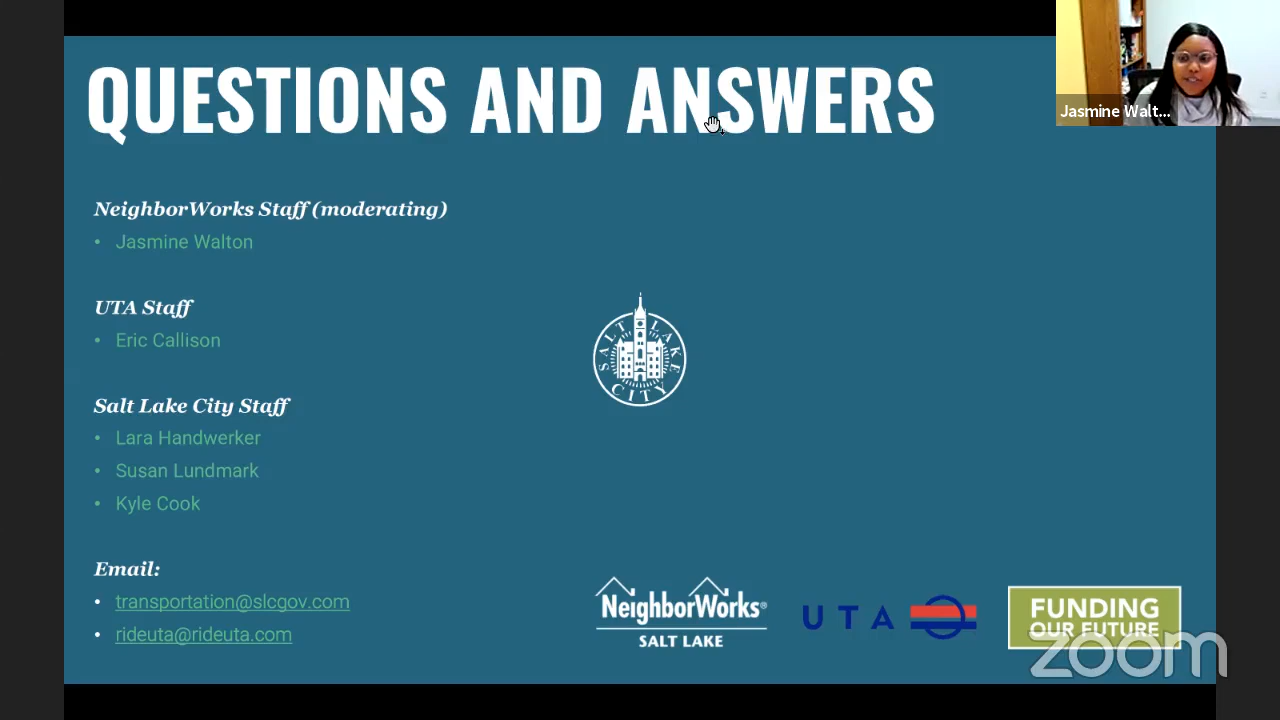 QUESTIONS AND ANSWERS
Jasmine Walt...
NeighborWorks Staff (moderating)
• Jasmine Walton
UTA Staff
• Eric Callison
Salt Lake City Staff
• Lara Handwerker
• Susan Lundmark
• Kyle Cook
Email:
• transportation@slcgov.com
• rideuta@rideuta.com
SALT LAKE
CITY
NeighborWorks®
SALT LAKE
UTA
FUNDING
OUR FUTURE
zoom